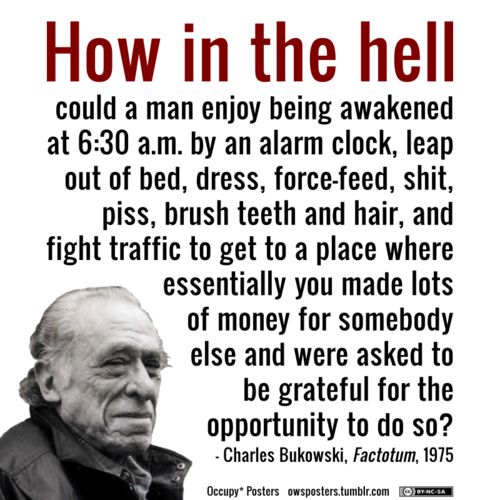 How in the hell
could a man enjoy being awakened
at 6:30 a.m. by an alarm clock, leap
out of bed, dress, force-feed, shit,
piss, brush teeth and hair, and
fight traffic to get to a place where
essentially you made lots
of money for somebody
else and were asked to
be grateful for the
opportunity to do so?
- Charles Bukowski, Factotum, 1975
Occupy* Posters owsposters.tumblr.com cc BY-NC-SA